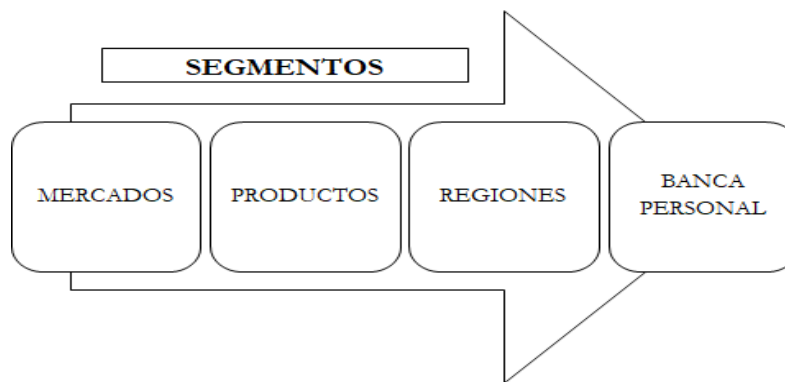 SEGMENTOS
MERCADOS
PRODUCTOS
REGIONES
BANCA
PERSONAL